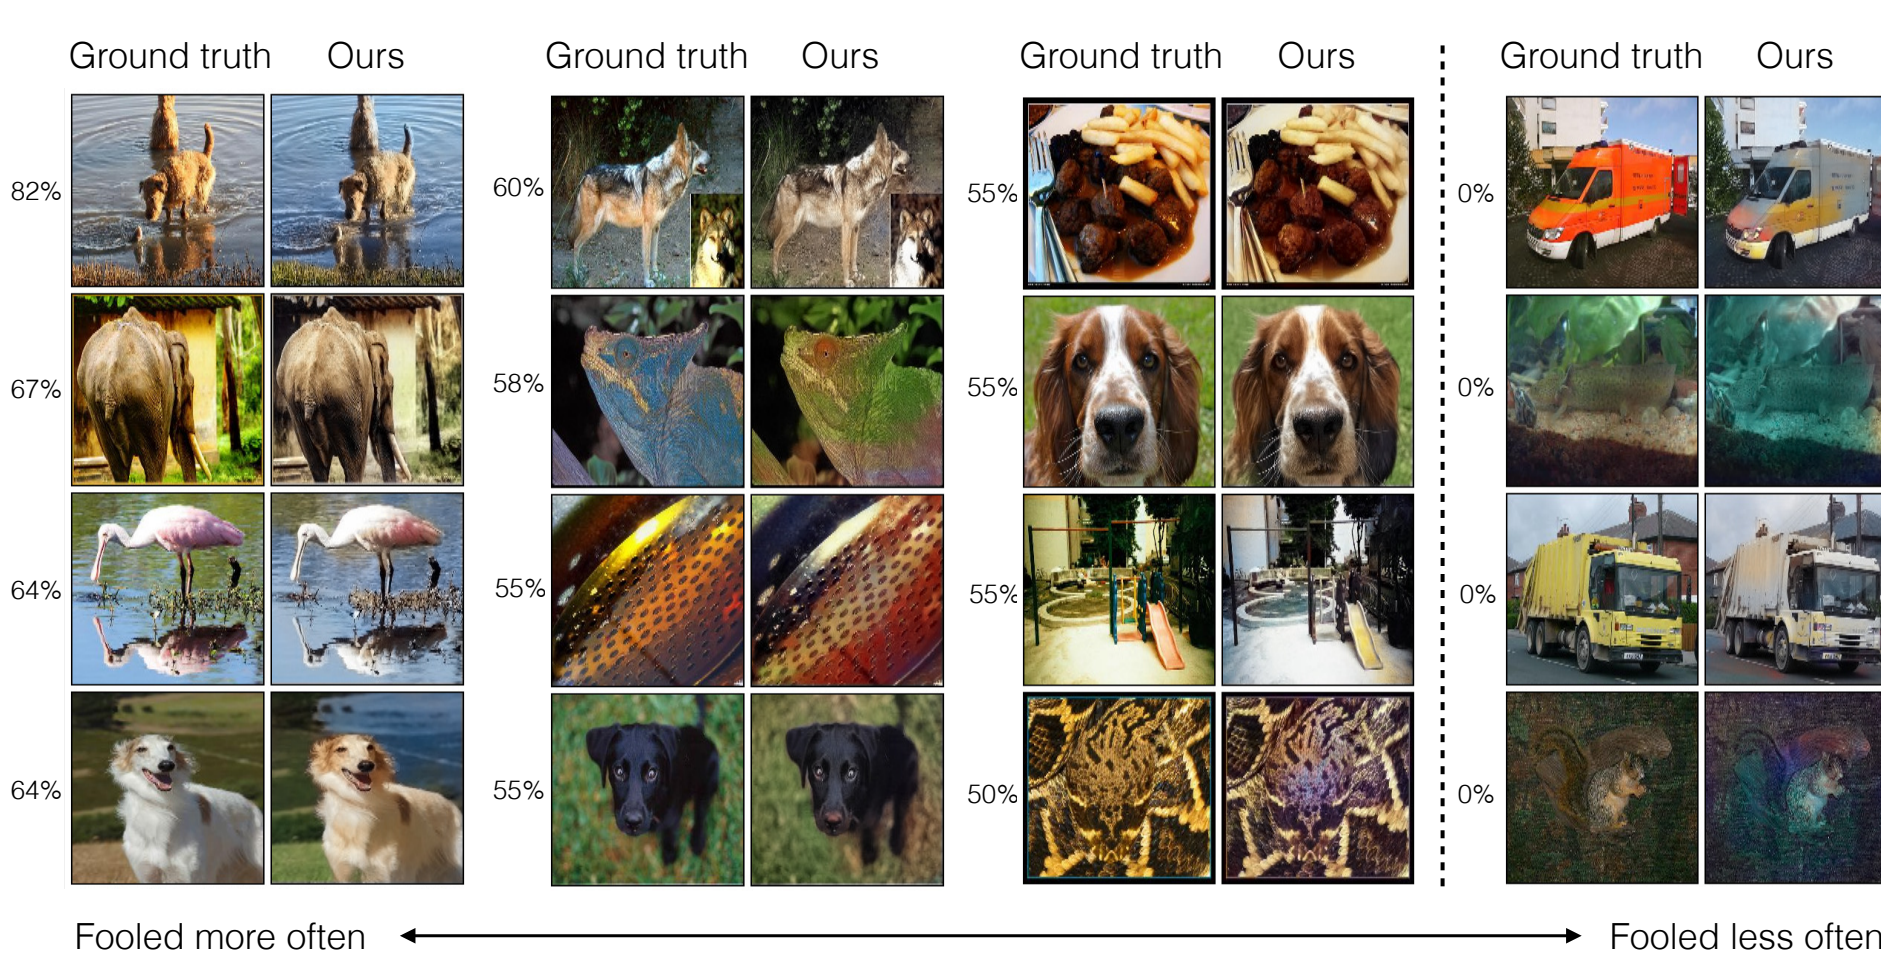 Ground truth Ours Ground truth Ours Ground truth Ours Ground truth Ours
82% 60% 55% 0%
67% 58% 55% 0%
64% 55% 55% 0%
64% 55% 50% 0%
Fooled more often Fooled less often